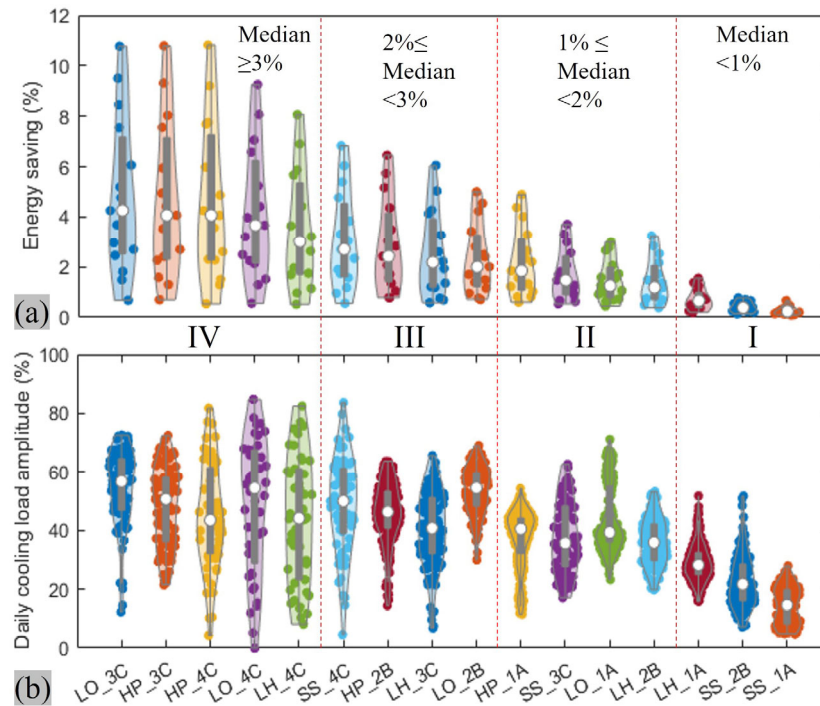 12
10
8
6
4
2
0
Energy saving (%)
(a)
Median
≥3%
2%≤
Median
<3%
1% ≤
Median
<2%
Median
<1%
IV
III
II
I
100
80
60
40
20
0
Daily cooling load amplitude (%)
(b)
LO_3C
HP_3C
HP_4C
LO_4C
LH_4C
SS_4C
HP_2B
LH_3C
LO_2B
HP_1A
SS_3C
LO_1A
LH_2B
LH_1A
SS_2B
SS_1A